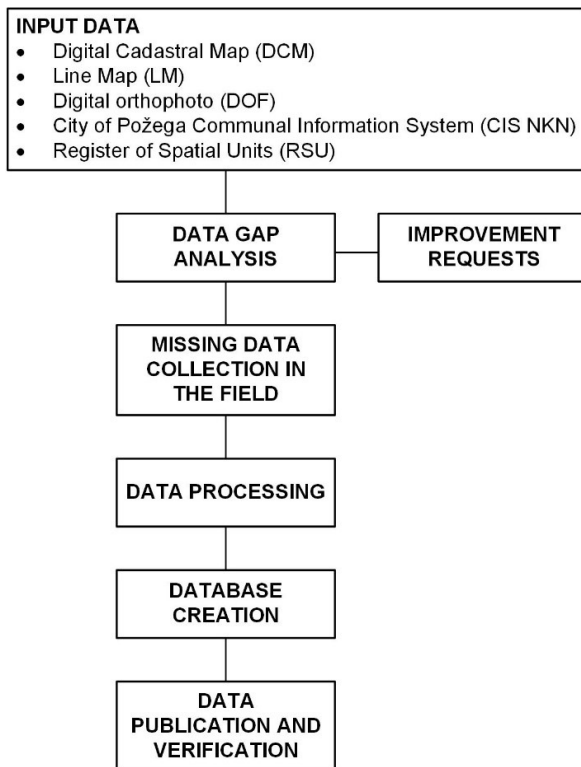 INPUT DATA
• Digital Cadastral Map (DCM)
• Line Map (LM)
• Digital orthophoto (DOF)
• City of Požega Communal Information System (CIS NKN)
• Register of Spatial Units (RSU)
DATA GAP
ANALYSIS
IMPROVEMENT
REQUESTS
MISSING DATA
COLLECTION IN
THE FIELD
DATA PROCESSING
DATABASE
CREATION
DATA
PUBLICATION AND
VERIFICATION